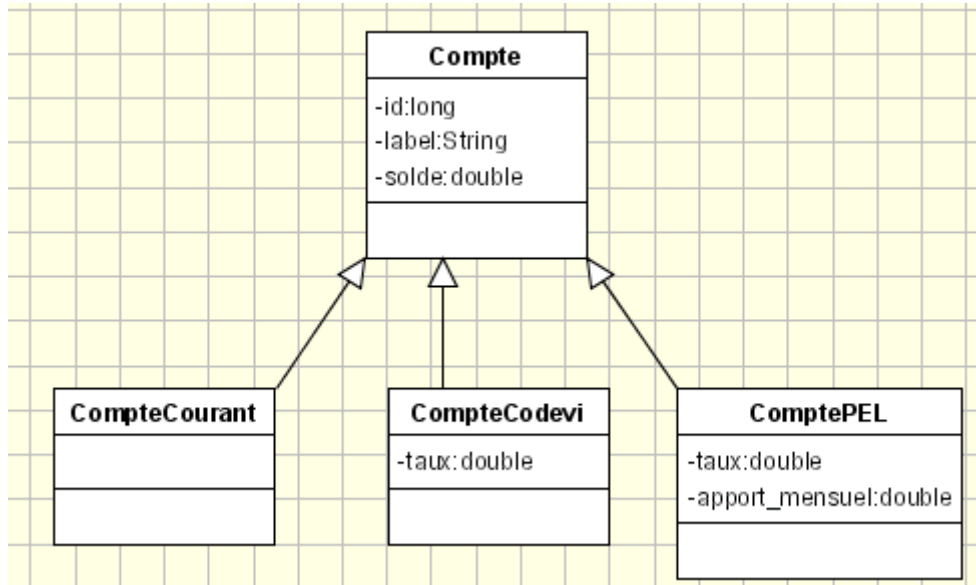 Compte
-id:long
-label:String
-solde:double
CompteCourant
CompteCodevi
-taux:double
ComptePEL
-taux:double
-apport_mensuel:double